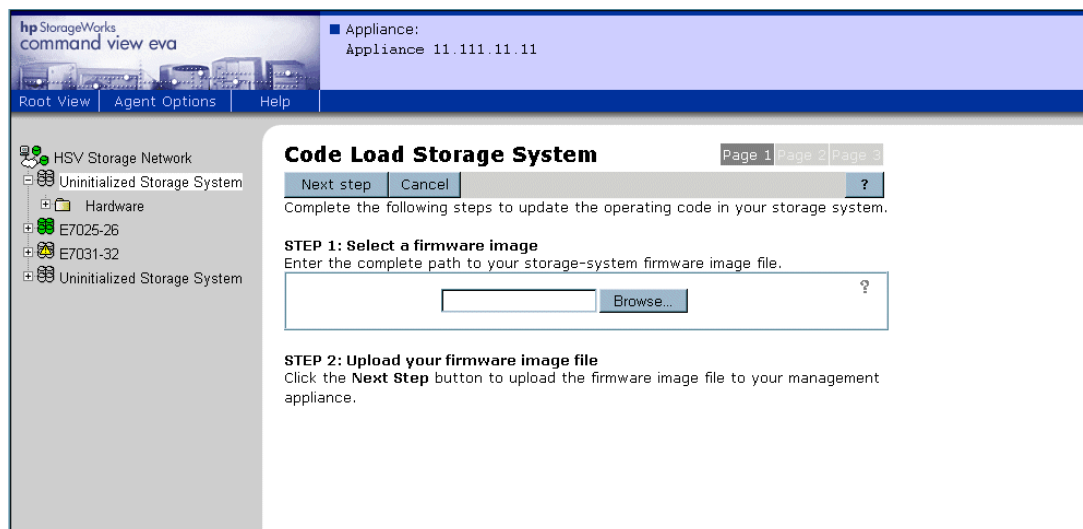 hp StorageWorks
command view eva
Appliance:
Appliance 11.111.11.11
Root View Agent Options Help
HSV Storage Network
Uninitialized Storage System
Hardware
E7025-26
E7031-32
Uninitialized Storage System
Code Load Storage System
Page 1 Page 2 Page 3
Next step Cancel ?
Complete the following steps to update the operating code in your storage system.
STEP 1: Select a firmware image
Enter the complete path to your storage-system firmware image file.
?
Browse...
STEP 2: Upload your firmware image file
Click the Next Step button to upload the firmware image file to your management
appliance.